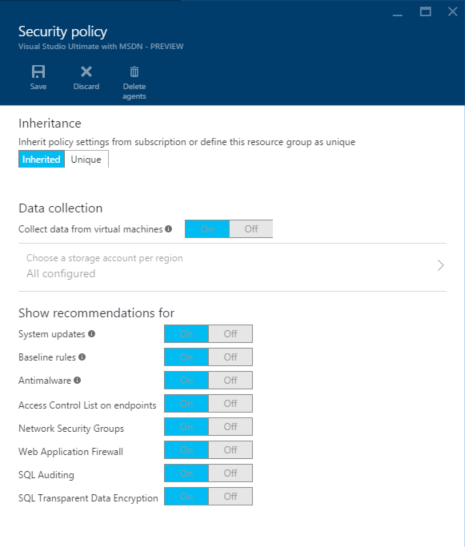 Security policy
Visual Studio Ultimate with MSDN - PREVIEW
Save Discard Delete
agents
Inheritance
Inherit policy settings from subscription or define this resource group as unique
Inherited Unique
Data collection
Collect data from virtual machines On Off
Choose a storage account per region
All configured
Show recommendations for
System updates On Off
Baseline rules On Off
Antimalware On Off
Access Control List on endpoints On Off
Network Security Groups On Off
Web Application Firewall On Off
SQL Auditing On Off
SQL Transparent Data Encryption On Off